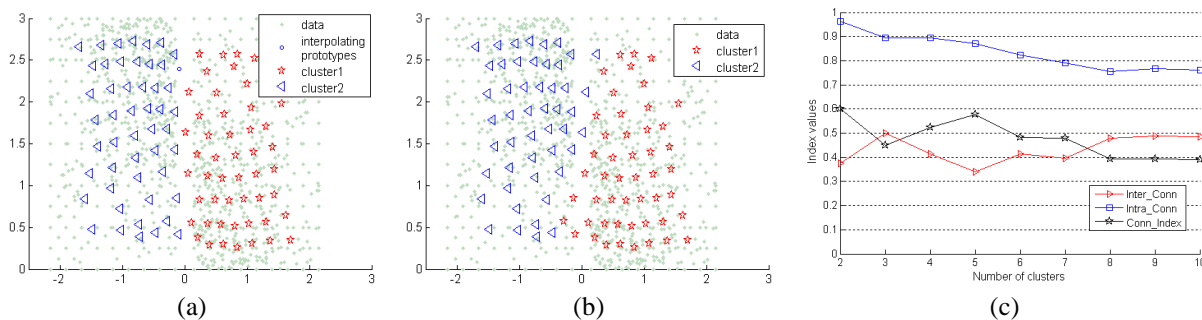 data
interpolating
prototypes
cluster1
cluster2
3
2.5
2
1.5
1
0.5
0
-2
-1
0
1
2
3
(a)
data
cluster1
cluster2
3
2.5
2
1.5
1
0.5
0
-2
-1
0
1
2
3
(b)
1
0.9
0.8
0.7
0.6
0.5
0.4
0.3
0.2
0.1
0
Index values
Inter_Conn
Intra_Conn
Conn_Index
2
3
4
5
6
7
8
9
10
Number of clusters
(c)